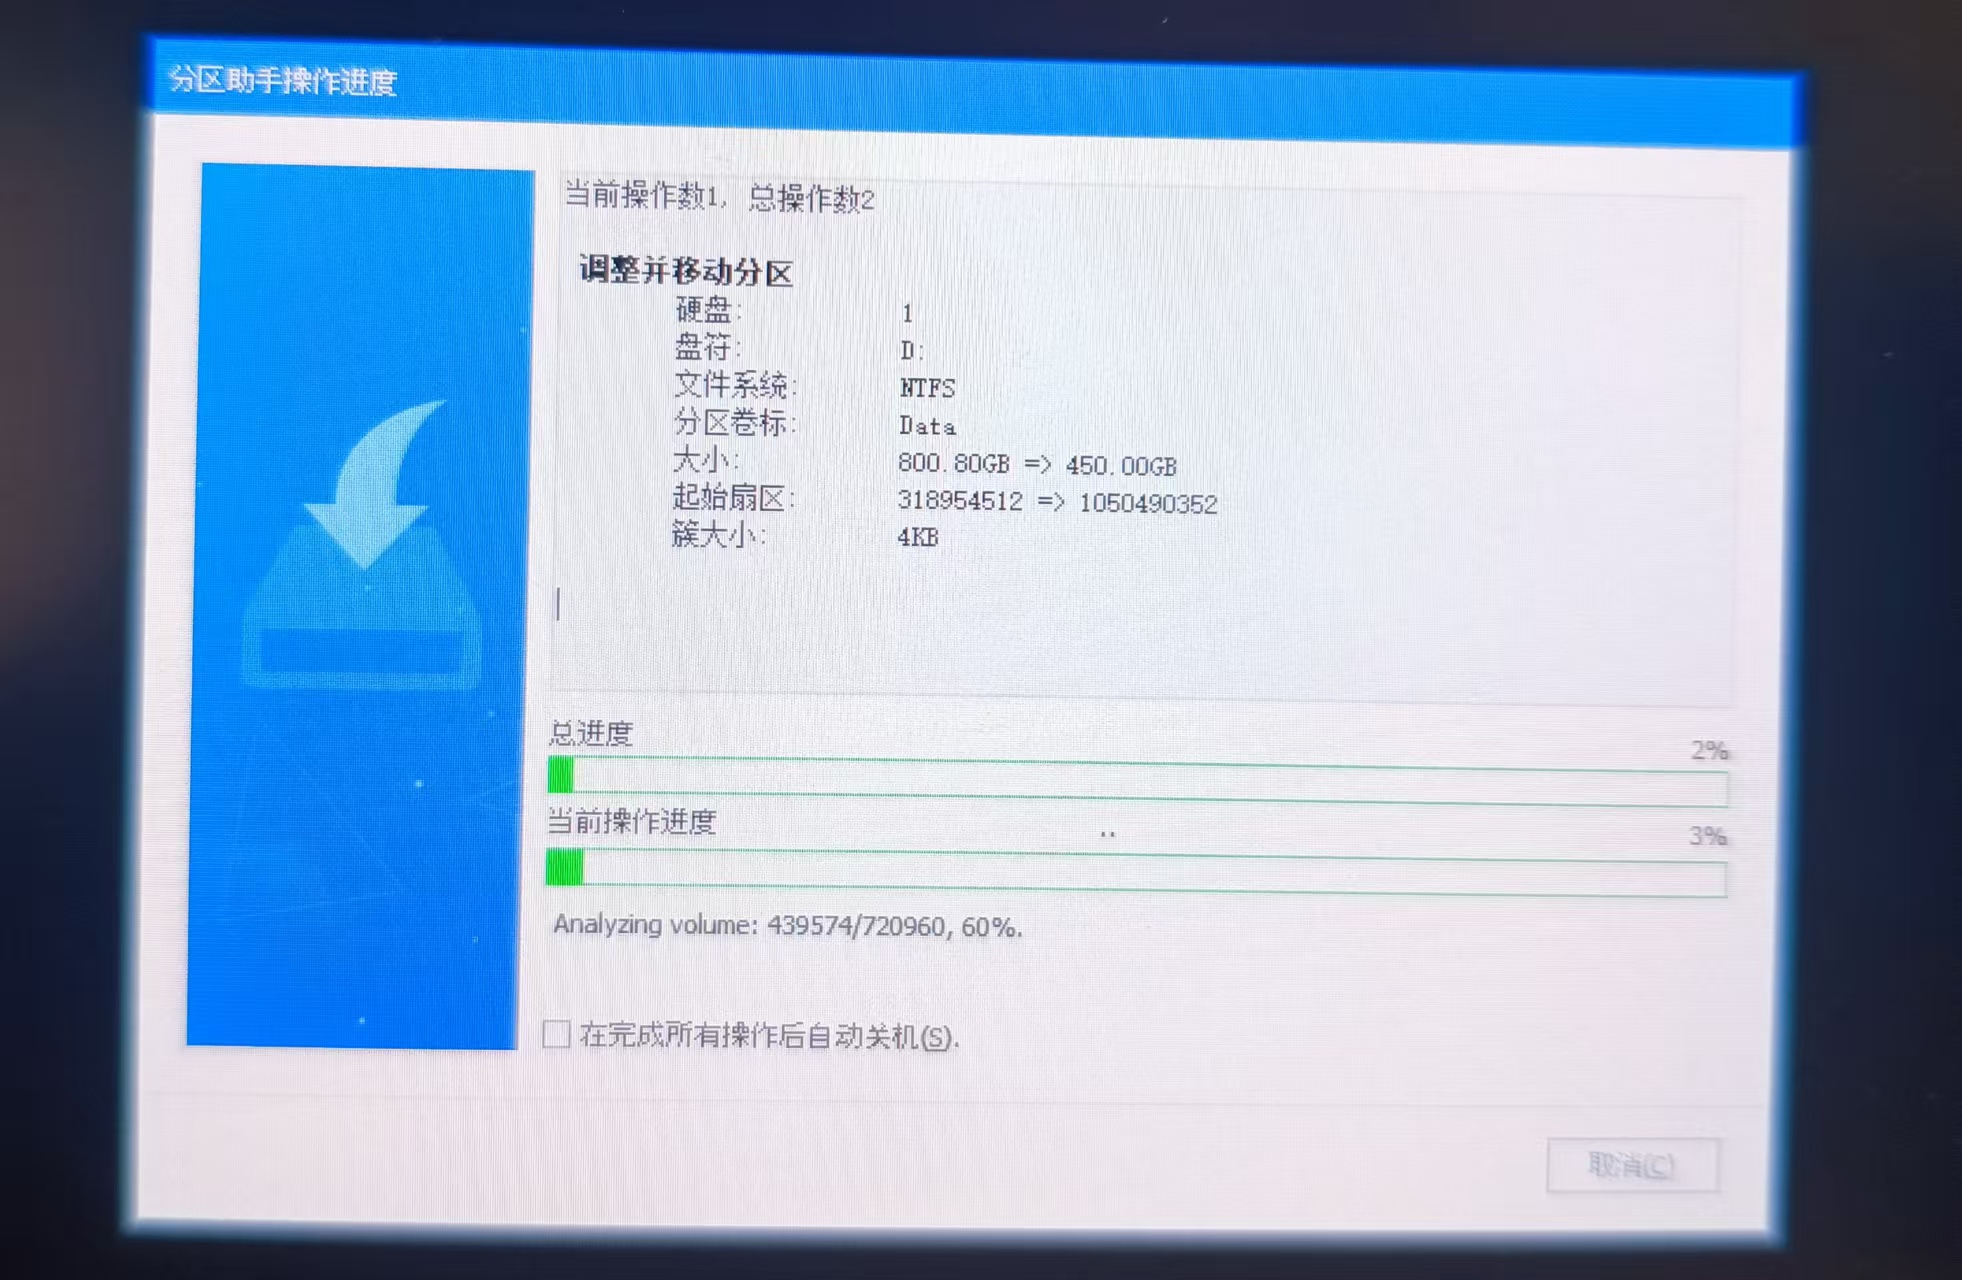 分区助手操作进度
当前操作数1, 总操作数2
调整并移动分区
硬盘: 1
盘符: D:
文件系统: NTFS
分区卷标: Data
大小: 800.80GB => 450.00GB
起始扇区: 318954512 => 1050490352
簇大小: 4KB
总进度 2%
当前操作进度 .. 3%
Analyzing volume: 439574/720960, 60%.
在完成所有操作后自动关机(S).
取消(C)